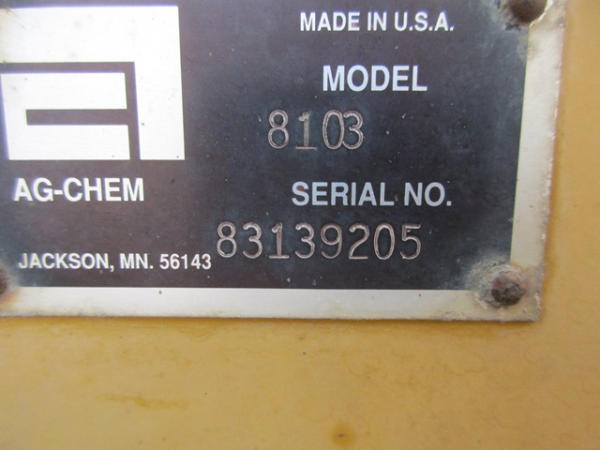 MADE IN U.S.A.
MODEL
8103
AG-CHEM
SERIAL NO.
JACKSON, MN. 56143
83139205